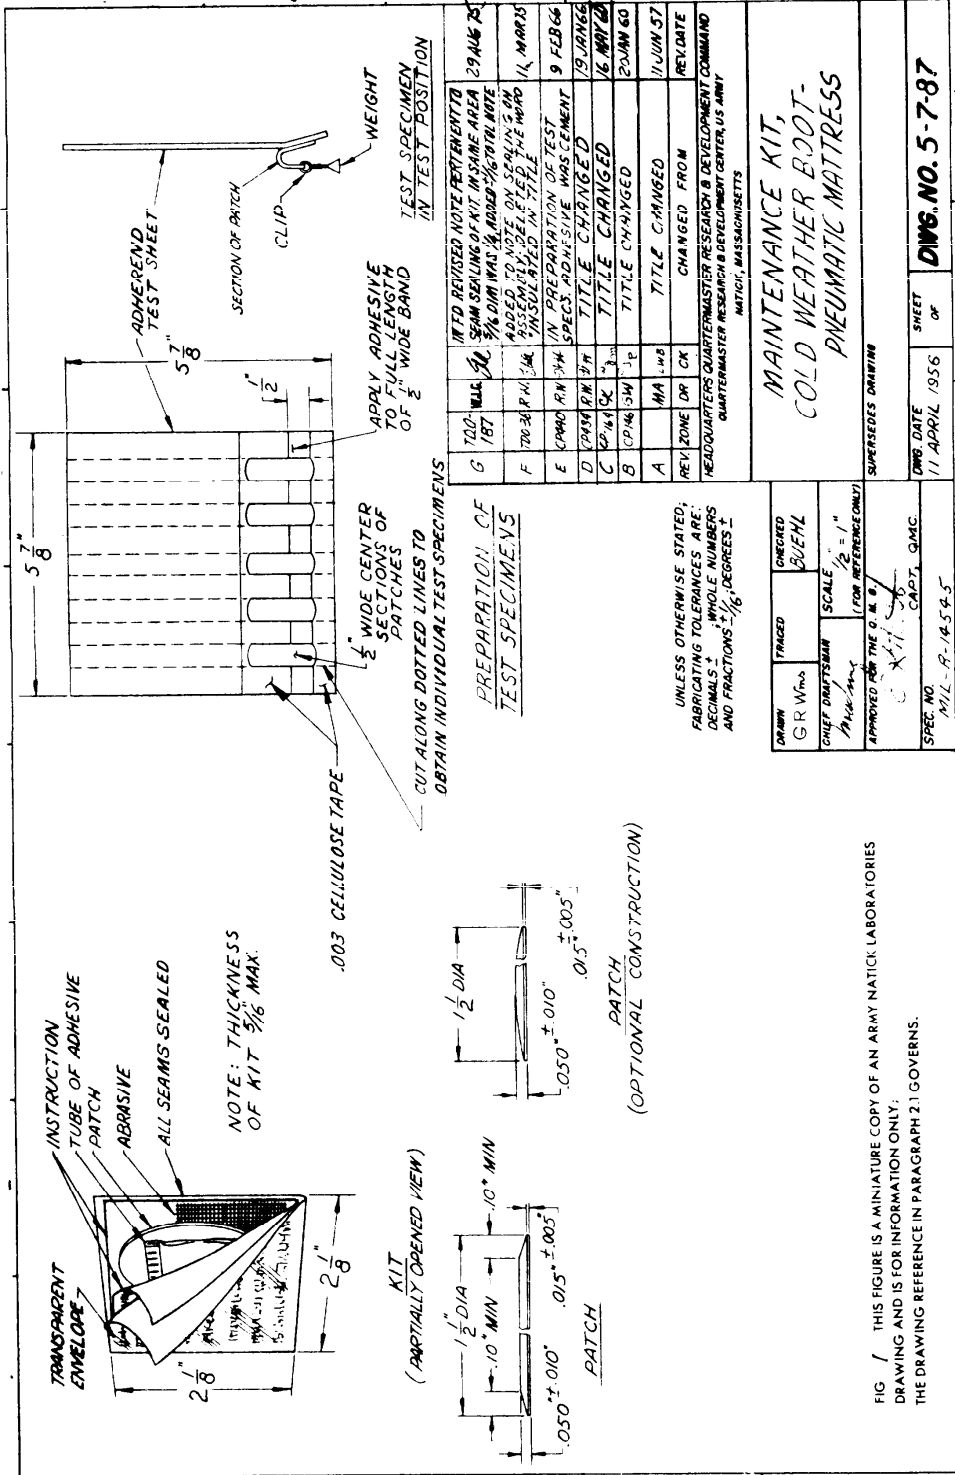 TRANSPARENT
ENVELOPE
INSTRUCTION
TUBE OF ADHESIVE
PATCH
ABRASIVE
ALL SEAMS SEALED
2 1/8"
2 1/8"
NOTE: THICKNESS
OF KIT 5/16" MAX.
KIT
(PARTIALLY OPENED VIEW)
1 1/2" DIA
.10" MIN
.10" MIN
.050" ±.010"
.015" ±.005"
PATCH
1 1/2 DIA
.050" ±.010"
.015" ±.005"
PATCH
(OPTIONAL CONSTRUCTION)
5 7/8"
5 7/8"
1/2"
ADHEREND
TEST SHEET
.003 CELLULOSE TAPE
1/2" WIDE CENTER
SECTIONS OF
PATCHES
APPLY ADHESIVE
TO FULL LENGTH
OF 1/2" WIDE BAND
CUT ALONG DOTTED LINES TO
OBTAIN INDIVIDUAL TEST SPECIMENS
PREPARATION OF
TEST SPECIMENS
SECTION OF PATCH
CLIP
WEIGHT
TEST SPECIMEN
IN TEST POSITION
UNLESS OTHERWISE STATED;
FABRICATING TOLERANCES ARE:
DECIMALS ± ; WHOLE NUMBERS
AND FRACTIONS ± 1/16; DEGREES ±
G 29 AUG 75
IN FD REVISED NOTE PERTENENT TO
SEAM SEALING OF KIT. IN SAME AREA
5/16 DIM WAS 1/4, ADDED NOTE
F MAR 75
ADDED TO NOTE ON SEALING ON
ASSEMBLY. DELETED THE WORD
"INSULATED" IN TITLE
E R.W. IN PREPARATION OF TEST 9 FEB 66
SPECS. ADHESIVE WAS CEMENT
D R.W. TITLE CHANGED 19 JAN 66
C TITLE CHANGED 16 MAY 60
B TITLE CHANGED 20 JAN 60
A MA TITLE CHANGED 11 JUN 57
REV. ZONE DR CK CHANGED FROM REV. DATE
HEADQUARTERS QUARTERMASTER RESEARCH & DEVELOPMENT COMMAND
QUARTERMASTER RESEARCH & DEVELOPMENT CENTER, US ARMY
NATICK, MASSACHUSETTS
DRAWN GRWms
TRACED
CHECKED BUEHL
CHIEF DRAFTSMAN
SCALE 1/2 = 1"
(FOR REFERENCE ONLY)
APPROVED FOR THE Q. M. G.
CAPT, QMC
SPEC. NO. MIL-R-14545
MAINTENANCE KIT,
COLD WEATHER BOOT-
PNEUMATIC MATTRESS
SUPERSEDES DRAWING
DWG. DATE
11 APRIL 1956
SHEET
OF
DWG. NO. 5-7-87
FIG 1 THIS FIGURE IS A MINIATURE COPY OF AN ARMY NATICK LABORATORIES
DRAWING AND IS FOR INFORMATION ONLY;
THE DRAWING REFERENCE IN PARAGRAPH 2.1 GOVERNS.